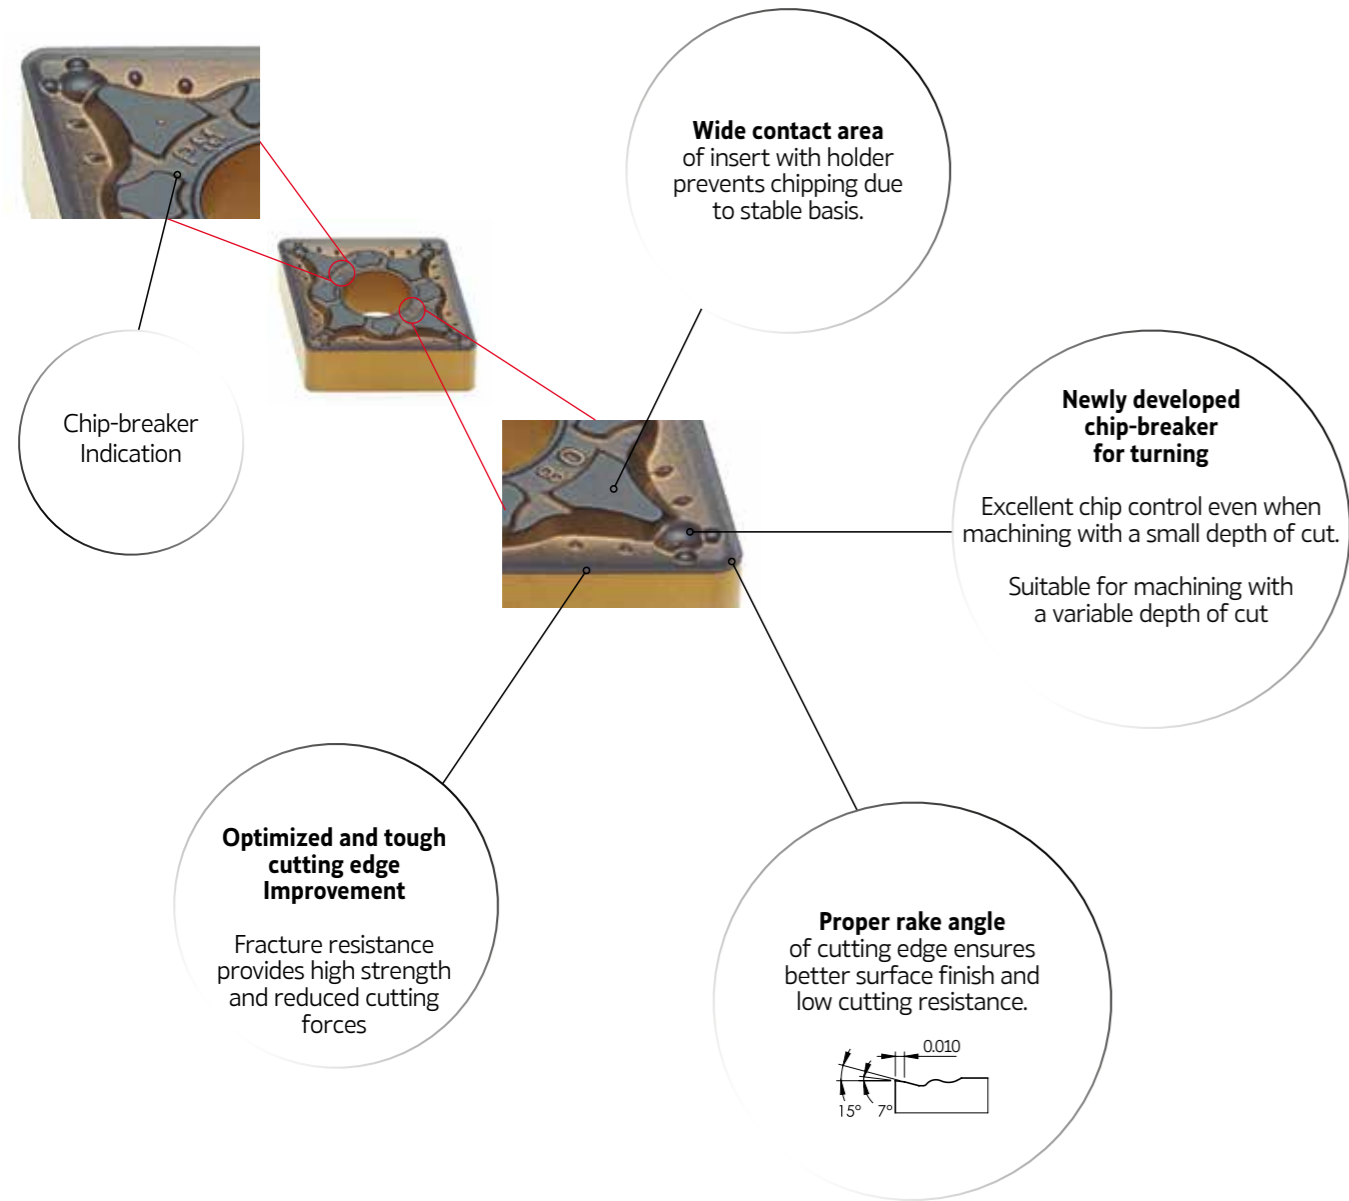 Wide contact area
of insert with holder
prevents chipping due
to stable basis.
Chip-breaker
Indication
Newly developed
chip-breaker
for turning
Excellent chip control even when
machining with a small depth of cut.
Suitable for machining with
a variable depth of cut
Optimized and tough
cutting edge
Improvement
Fracture resistance
provides high strength
and reduced cutting
forces
Proper rake angle
of cutting edge ensures
better surface finish and
low cutting resistance.
0.010
15° 7°